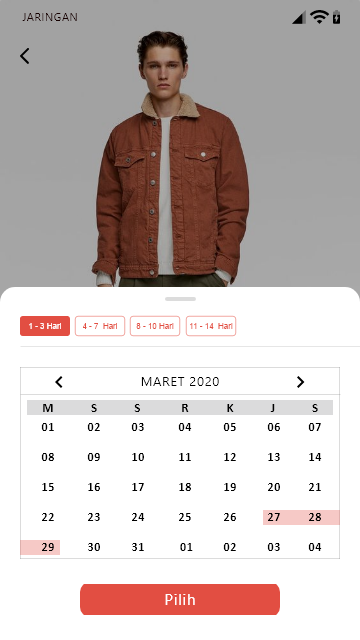 JARINGAN
1 - 3 Hari 4 - 7 Hari 8 - 10 Hari 11 - 14 Hari
MARET 2020
M S S R K J S
01 02 03 04 05 06 07
08 09 10 11 12 13 14
15 16 17 18 19 20 21
22 23 24 25 26 27 28
29 30 31 01 02 03 04
Pilih